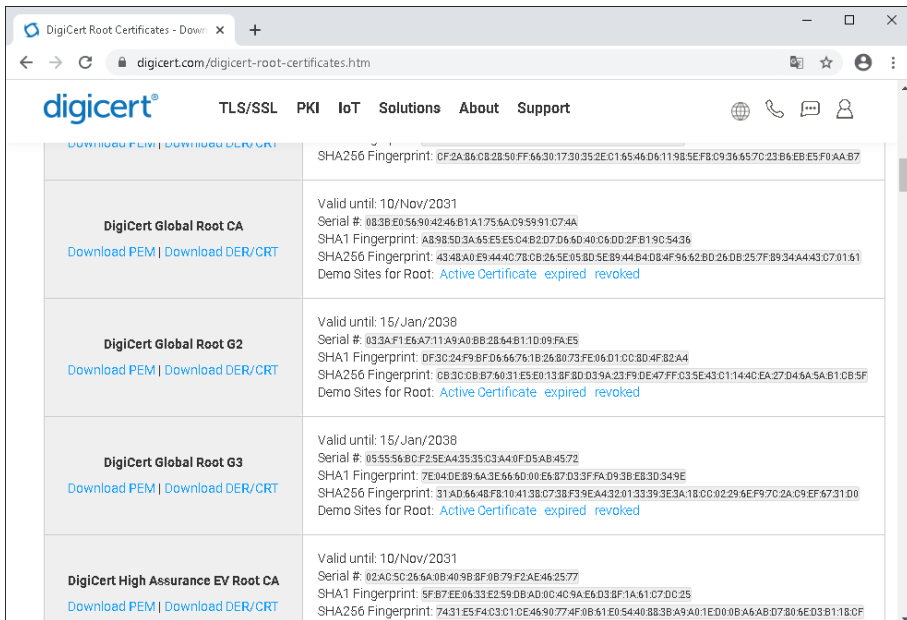 DigiCert Root Certificates - Down
digicert.com/digicert-root-certificates.htm
digicert®
TLS/SSL PKI IoT Solutions About Support
Download PEM | Download DER/CRT
SHA256 Fingerprint: CF:2A:86:C8:28:50:FF:66:30:17:30:35:2E:C1:65:46:D6:11:98:5E:F8:C9:36:65:7C:23:B6:EB:E5:F0:AA:B7
DigiCert Global Root CA
Download PEM | Download DER/CRT
Valid until: 10/Nov/2031
Serial #: 08:3B:E0:56:90:42:46:B1:A1:75:6A:C9:59:91:C7:4A
SHA1 Fingerprint: A8:98:5D:3A:65:E5:E5:C4:B2:D7:D6:6D:40:C6:DD:2F:B1:9C:54:36
SHA256 Fingerprint: 43:48:A0:E9:44:4C:78:CB:26:5E:05:8D:5E:89:44:B4:D8:4F:96:62:BD:26:DB:25:7F:89:34:A4:43:C7:01:61
Demo Sites for Root: Active Certificate expired revoked
DigiCert Global Root G2
Download PEM | Download DER/CRT
Valid until: 15/Jan/2038
Serial #: 03:3A:F1:E6:A7:11:A9:A0:BB:28:64:B1:1D:09:FA:E5
SHA1 Fingerprint: DF:3C:24:F9:BF:D6:66:76:1B:26:80:73:FE:06:D1:CC:8D:4F:82:A4
SHA256 Fingerprint: CB:3C:CB:B7:60:31:E5:E0:13:8F:8D:D3:9A:23:F9:DE:47:FF:C3:5E:43:C1:14:4C:EA:27:D4:6A:5A:B1:CB:5F
Demo Sites for Root: Active Certificate expired revoked
DigiCert Global Root G3
Download PEM | Download DER/CRT
Valid until: 15/Jan/2038
Serial #: 05:55:56:BC:F2:5E:A4:35:35:C3:A4:0F:D5:AB:45:72
SHA1 Fingerprint: 7E:04:DE:89:6A:3E:66:6D:00:E6:87:D3:3F:FA:D9:3B:E8:3D:34:9E
SHA256 Fingerprint: 31:AD:66:48:F8:10:41:38:C7:38:F3:9E:A4:32:01:33:39:3E:3A:18:CC:02:29:6E:F9:7C:2A:C9:EF:67:31:D0
Demo Sites for Root: Active Certificate expired revoked
DigiCert High Assurance EV Root CA
Download PEM | Download DER/CRT
Valid until: 10/Nov/2031
Serial #: 02:AC:5C:26:6A:0B:40:9B:8F:0B:79:F2:AE:46:25:77
SHA1 Fingerprint: 5F:B7:EE:06:33:E2:59:DB:AD:0C:4C:9A:E6:D3:8F:1A:61:C7:DC:25
SHA256 Fingerprint: 74:31:E5:F4:C3:C1:CE:46:90:77:4F:0B:61:E0:54:40:88:3B:A9:A0:1E:D0:0B:A6:AB:D7:80:6E:D3:B1:18:CF